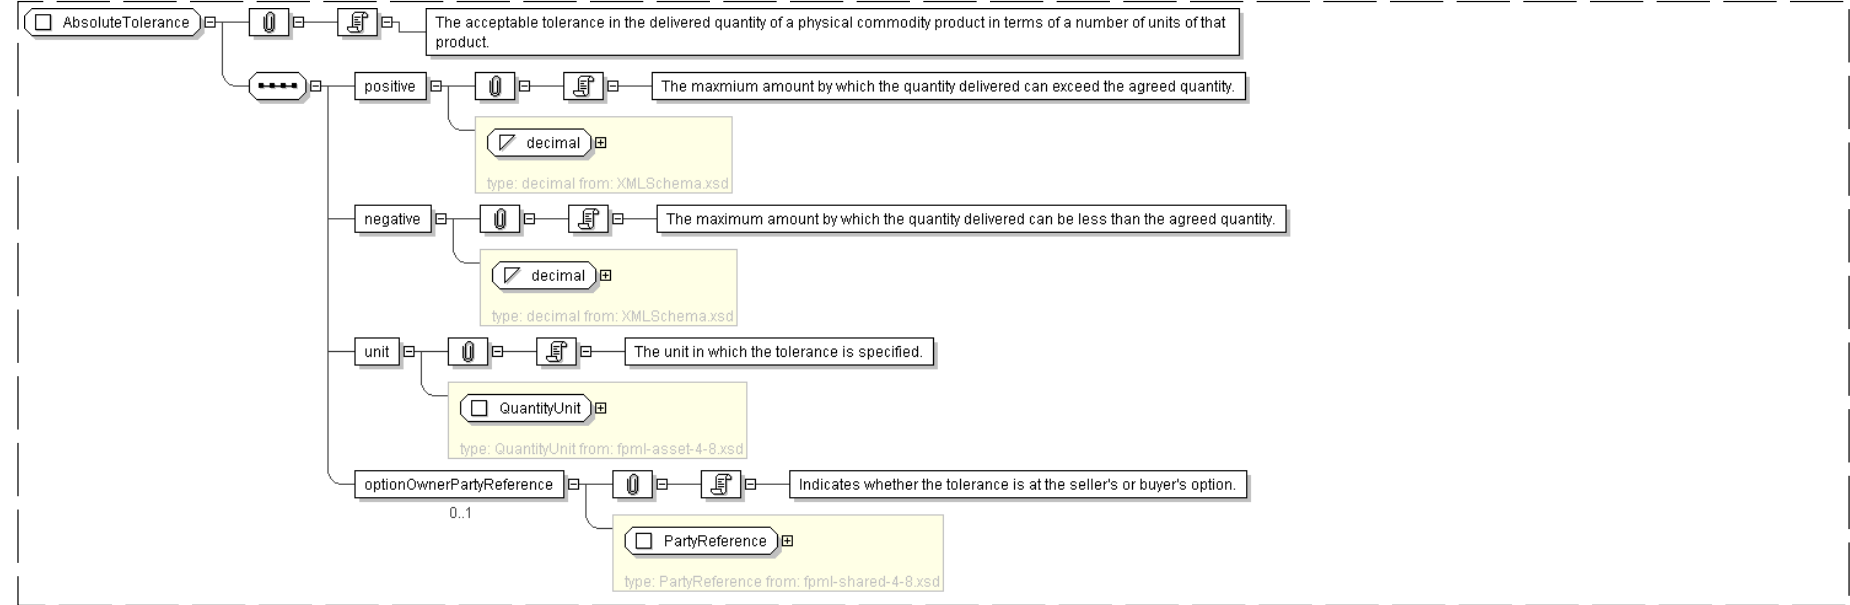 AbsoluteTolerance
The acceptable tolerance in the delivered quantity of a physical commodity product in terms of a number of units of that
product.
positive
The maxmium amount by which the quantity delivered can exceed the agreed quantity.
decimal
type: decimal from: XMLSchema.xsd
negative
The maximum amount by which the quantity delivered can be less than the agreed quantity.
decimal
type: decimal from: XMLSchema.xsd
unit
The unit in which the tolerance is specified.
QuantityUnit
type: QuantityUnit from: fpml-asset-4-8.xsd
optionOwnerPartyReference
Indicates whether the tolerance is at the seller's or buyer's option.
0..1
PartyReference
type: PartyReference from: fpml-shared-4-8.xsd